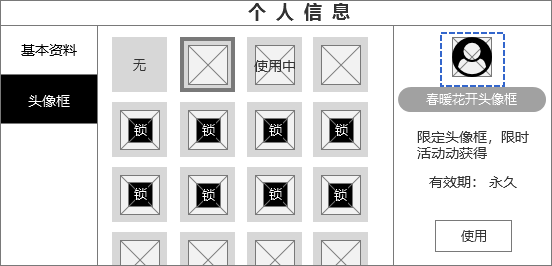 个人信息
基本资料
头像框
无
使用中
锁
锁
锁
锁
锁
锁
锁
锁
春暖花开头像框
限定头像框，限时
活动动获得
有效期： 永久
使用